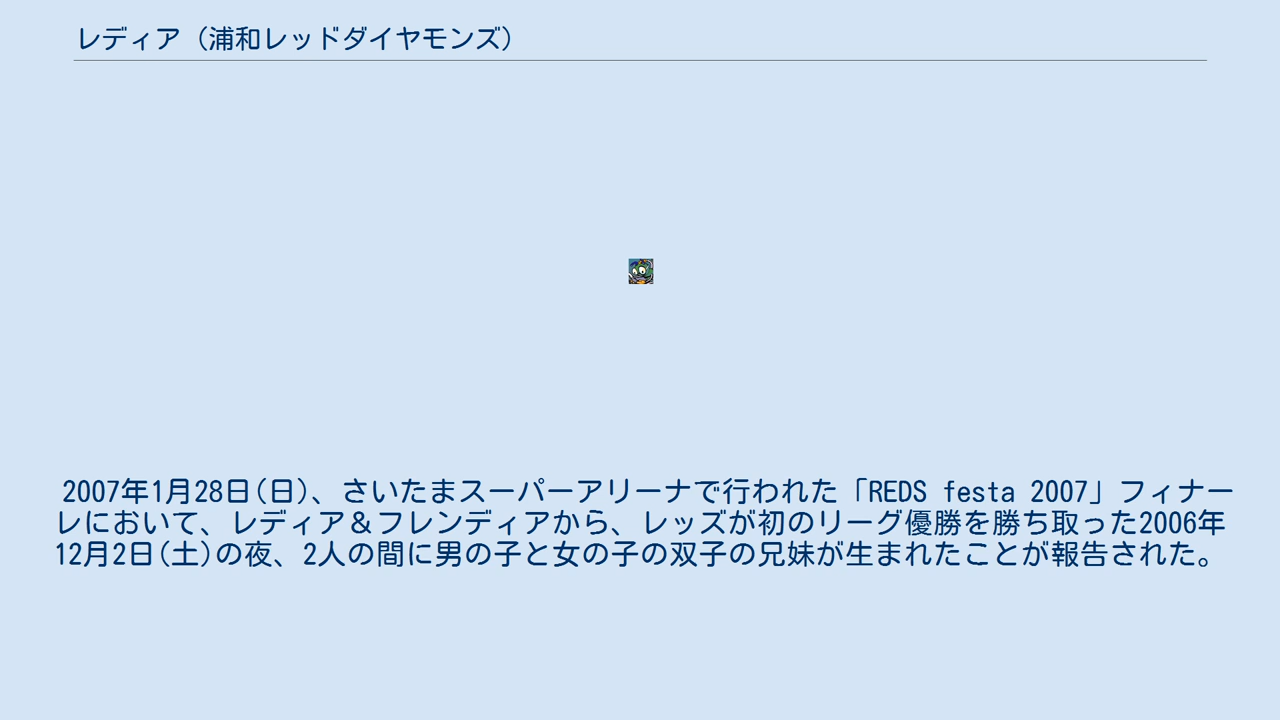 レディア（浦和レッドダイヤモンズ）
2007年1月28日(日)、さいたまスーパーアリーナで行われた「REDS festa 2007」フィナー
レにおいて、レディア＆フレンディアから、レッズが初のリーグ優勝を勝ち取った2006年
12月2日(土)の夜、2人の間に男の子と女の子の双子の兄妹が生まれたことが報告された。